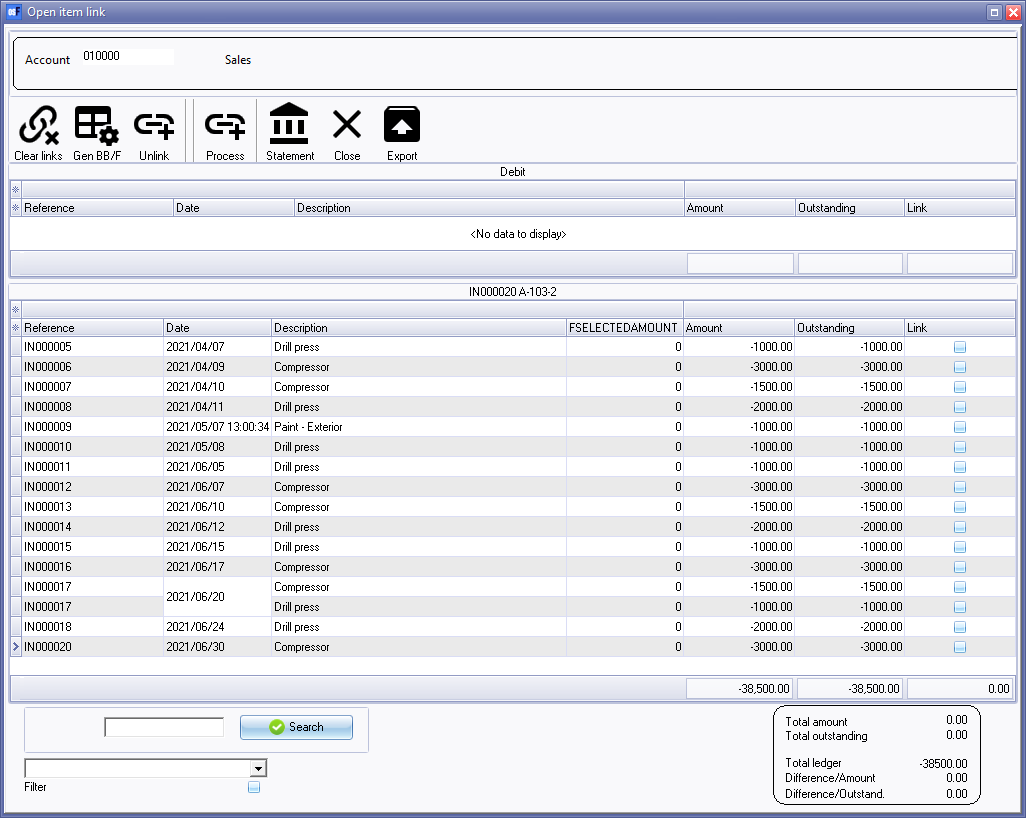 Open item link
Account 010000 Sales
Clear links Gen BB/F Unlink Process Statement Close Export
Debit
Reference Date Description Amount Outstanding Link
<No data to display>
IN000020 A-103-2
Reference Date Description FSELECTEDAMOUNT Amount Outstanding Link
IN000005 2021/04/07 Drill press 0 -1000.00 -1000.00
IN000006 2021/04/09 Compressor 0 -3000.00 -3000.00
IN000007 2021/04/10 Compressor 0 -1500.00 -1500.00
IN000008 2021/04/11 Drill press 0 -2000.00 -2000.00
IN000009 2021/05/07 13:00:34 Paint - Exterior 0 -1000.00 -1000.00
IN000010 2021/05/08 Drill press 0 -1000.00 -1000.00
IN000011 2021/06/05 Drill press 0 -1000.00 -1000.00
IN000012 2021/06/07 Compressor 0 -3000.00 -3000.00
IN000013 2021/06/10 Compressor 0 -1500.00 -1500.00
IN000014 2021/06/12 Drill press 0 -2000.00 -2000.00
IN000015 2021/06/15 Drill press 0 -1000.00 -1000.00
IN000016 2021/06/17 Compressor 0 -3000.00 -3000.00
IN000017 2021/06/20 Compressor 0 -1500.00 -1500.00
IN000017 Drill press 0 -1000.00 -1000.00
IN000018 2021/06/24 Drill press 0 -2000.00 -2000.00
IN000020 2021/06/30 Compressor 0 -3000.00 -3000.00
-38,500.00 -38,500.00 0.00
Search
Filter
Total amount 0.00
Total outstanding 0.00
Total ledger -38500.00
Difference/Amount 0.00
Difference/Outstand. 0.00